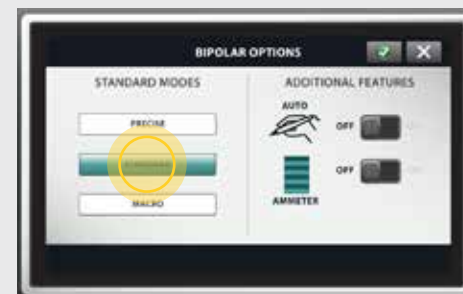 BIPOLAR OPTIONS
STANDARD MODES
PRECISE
MACRO
ADDITIONAL FEATURES
AUTO
OFF
OFF
AMMETER